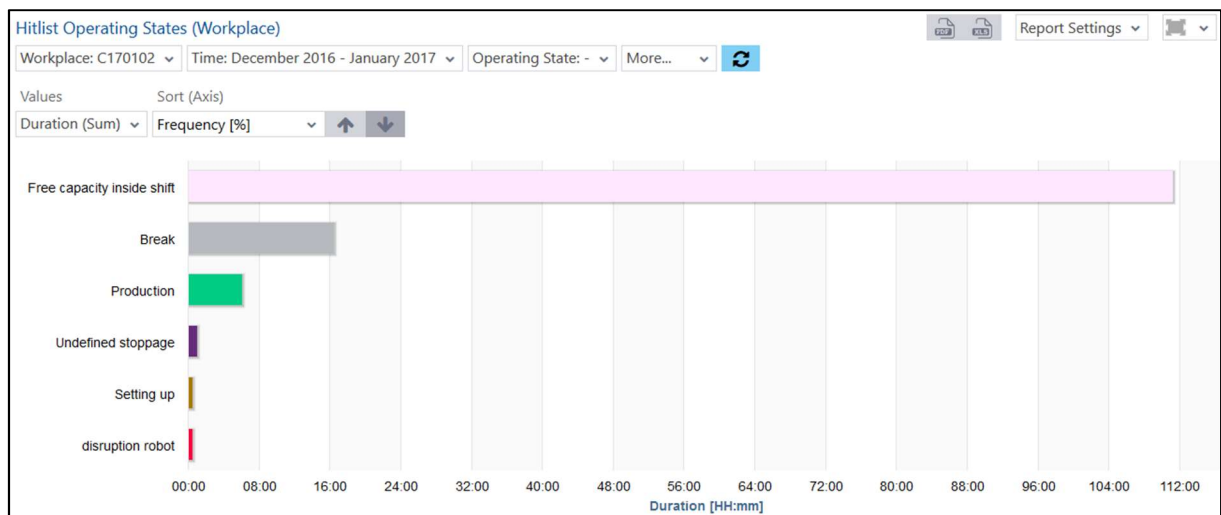 Hitlist Operating States (Workplace)
PDF XLS Report Settings
Workplace: C170102 Time: December 2016 - January 2017 Operating State: - More...
Values Sort (Axis)
Duration (Sum) Frequency [%]
Free capacity inside shift
Break
Production
Undefined stoppage
Setting up
disruption robot
00:00 08:00 16:00 24:00 32:00 40:00 48:00 56:00 64:00 72:00 80:00 88:00 96:00 104:00 112:00
Duration [HH:mm]